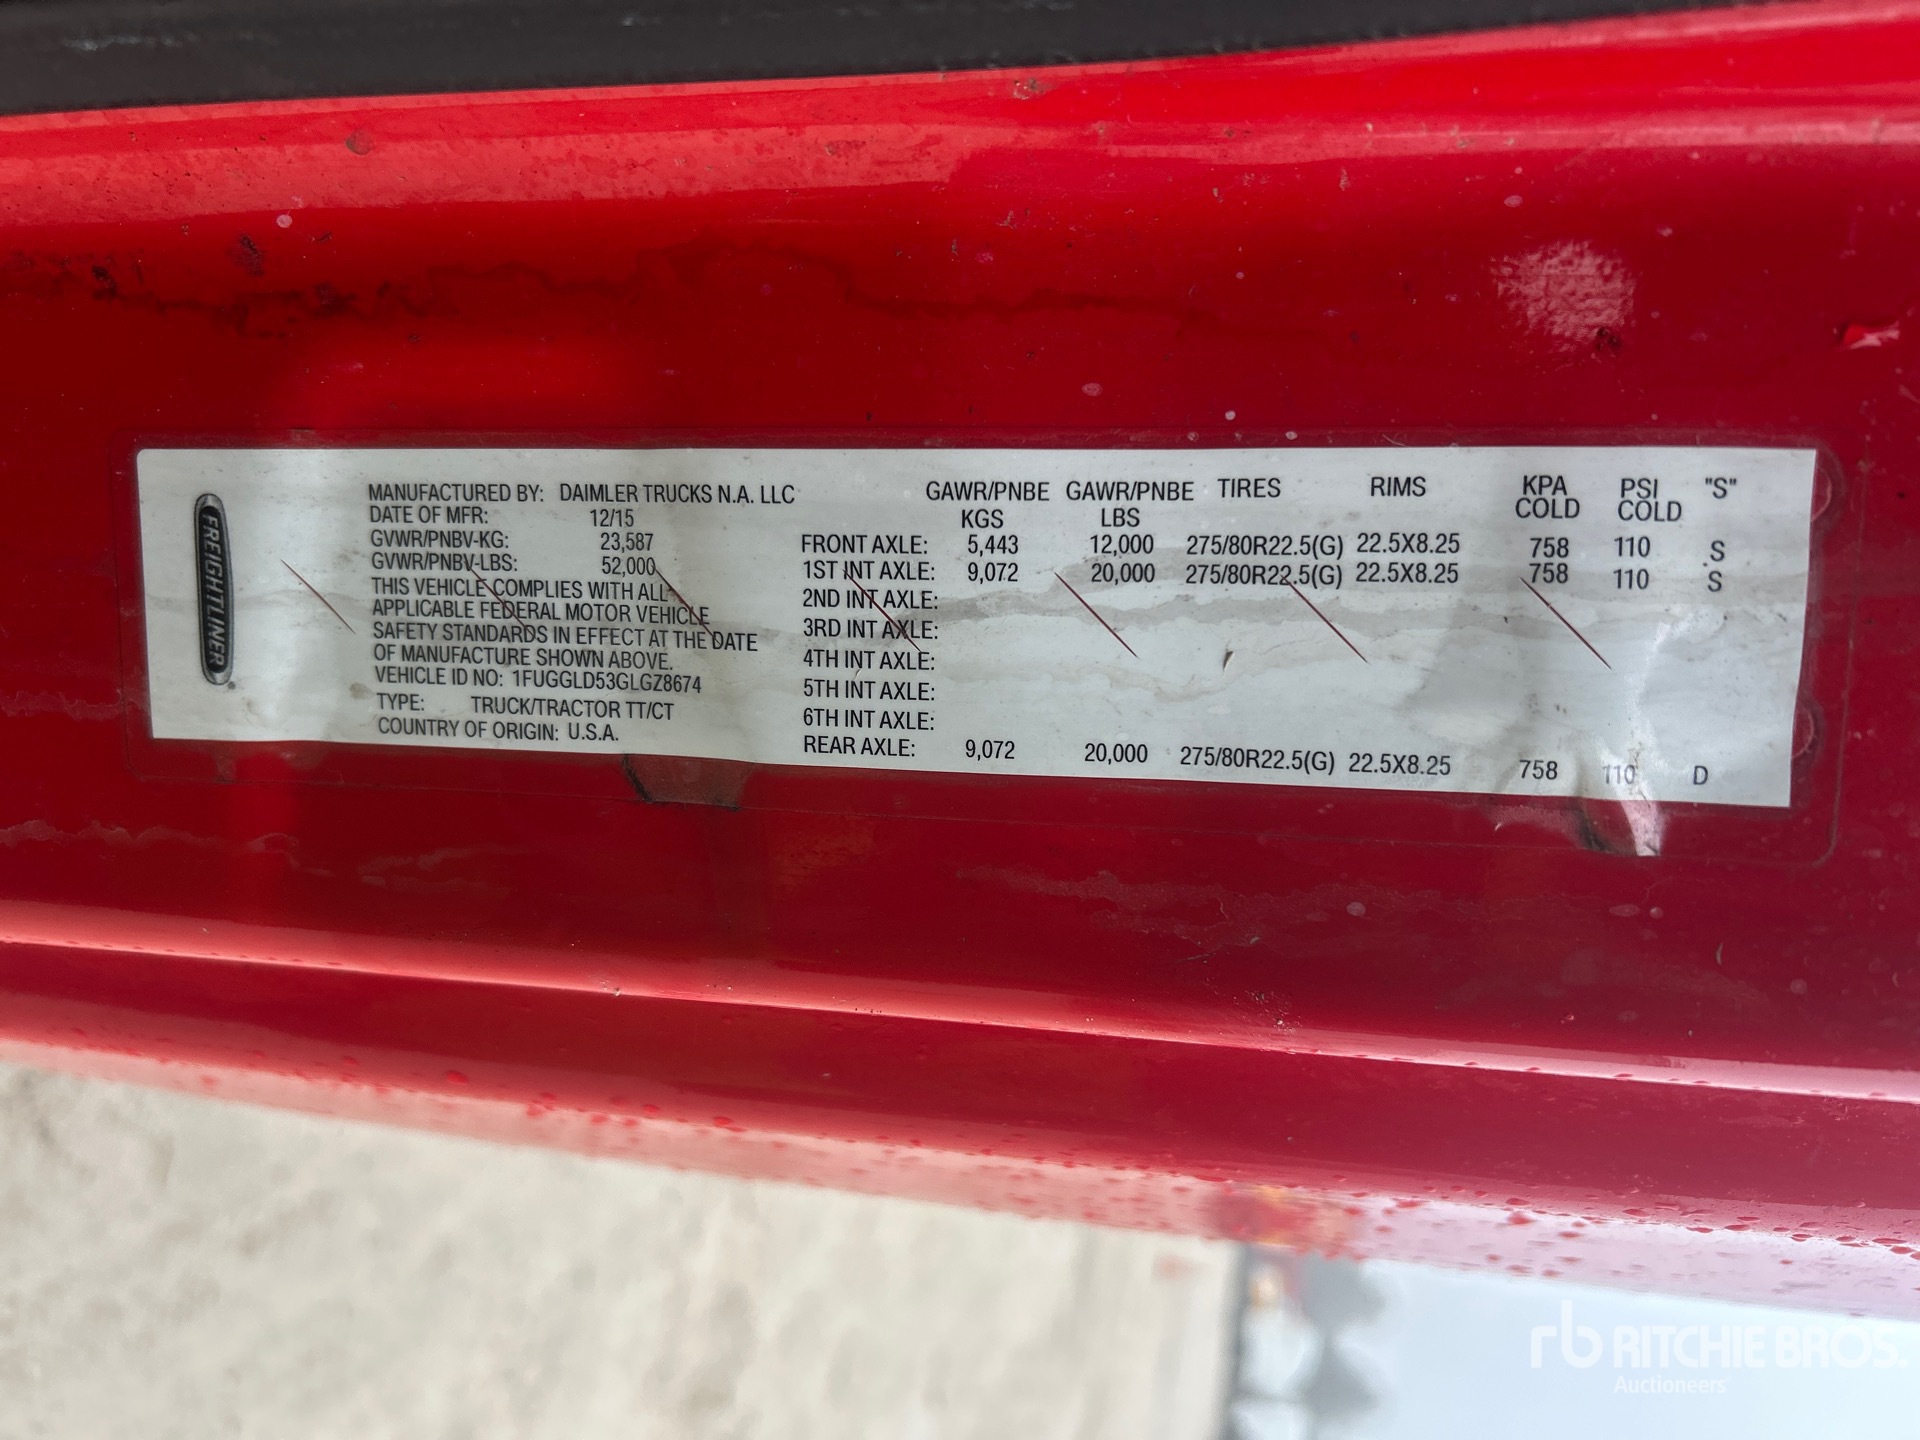 FREIGHTLINER
MANUFACTURED BY: DAIMLER TRUCKS N.A. LLC
DATE OF MFR: 12/15
GVWR/PNBV-KG: 23,587
GVWR/PNBV-LBS: 52,000
THIS VEHICLE COMPLIES WITH ALL
APPLICABLE FEDERAL MOTOR VEHICLE
SAFETY STANDARDS IN EFFECT AT THE DATE
OF MANUFACTURE SHOWN ABOVE.
VEHICLE ID NO: 1FUGGLD53GLGZ8674
TYPE: TRUCK/TRACTOR TT/CT
COUNTRY OF ORIGIN: U.S.A.
GAWR/PNBE KGS GAWR/PNBE LBS TIRES RIMS KPA COLD PSI COLD "S"
FRONT AXLE: 5,443 12,000 275/80R22.5(G) 22.5X8.25 758 110 S
1ST INT AXLE: 9,072 20,000 275/80R22.5(G) 22.5X8.25 758 110 S
2ND INT AXLE:
3RD INT AXLE:
4TH INT AXLE:
5TH INT AXLE:
6TH INT AXLE:
REAR AXLE: 9,072 20,000 275/80R22.5(G) 22.5X8.25 758 110 D
rb RITCHIE BROS.
Auctioneers